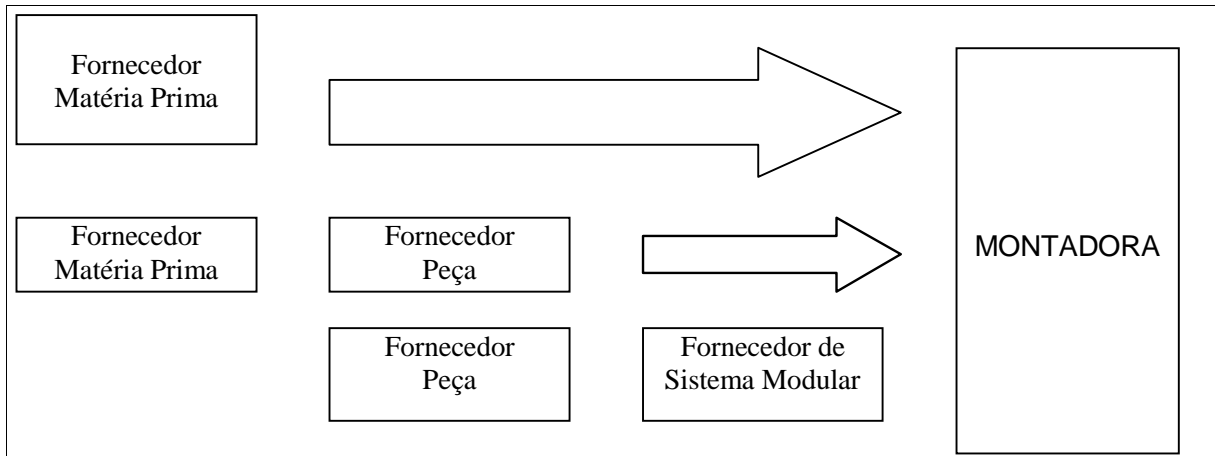 Fornecedor
Matéria Prima
Fornecedor
Matéria Prima
Fornecedor
Peça
MONTADORA
Fornecedor
Peça
Fornecedor de
Sistema Modular